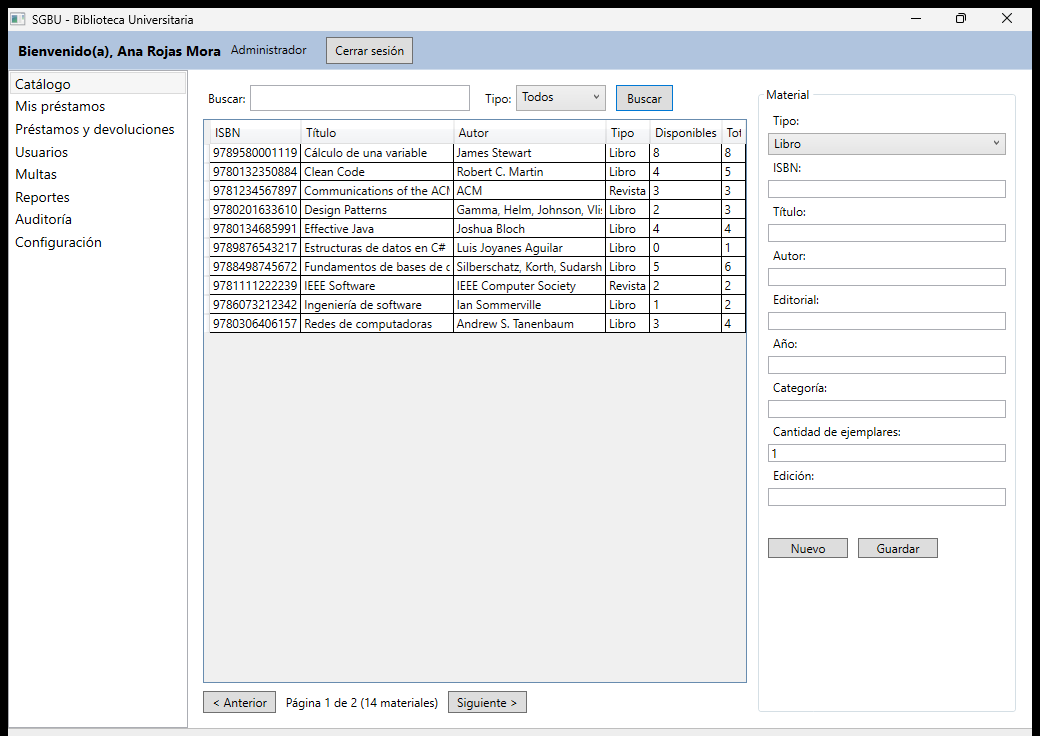 SGBU - Biblioteca Universitaria
Bienvenido(a), Ana Rojas Mora Administrador Cerrar sesión
Catálogo
Mis préstamos
Préstamos y devoluciones
Usuarios
Multas
Reportes
Auditoría
Configuración
Buscar: Tipo: Todos Buscar
ISBN Título Autor Tipo Disponibles Tot
9789580001119 Cálculo de una variable James Stewart Libro 8 8
9780132350884 Clean Code Robert C. Martin Libro 4 5
9781234567897 Communications of the ACM ACM Revista 3 3
9780201633610 Design Patterns Gamma, Helm, Johnson, Vlis Libro 2 3
9780134685991 Effective Java Joshua Bloch Libro 4 4
9789876543217 Estructuras de datos en C# Luis Joyanes Aguilar Libro 0 1
9788498745672 Fundamentos de bases de d Silberschatz, Korth, Sudarsh Libro 5 6
9781111222239 IEEE Software IEEE Computer Society Revista 2 2
9786073212342 Ingeniería de software Ian Sommerville Libro 1 2
9780306406157 Redes de computadoras Andrew S. Tanenbaum Libro 3 4
< Anterior Página 1 de 2 (14 materiales) Siguiente >
Material
Tipo:
Libro
ISBN:
Título:
Autor:
Editorial:
Año:
Categoría:
Cantidad de ejemplares:
1
Edición:
Nuevo Guardar